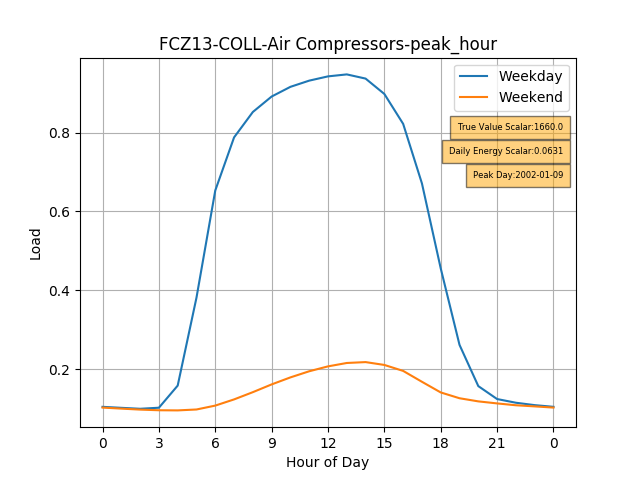 FCZ13-COLL-Air Compressors-peak_hour
Weekday
Weekend
True Value Scalar:1660.0
Daily Energy Scalar:0.0631
Peak Day:2002-01-09
Load
0.8
0.6
0.4
0.2
0 3 6 9 12 15 18 21 0
Hour of Day